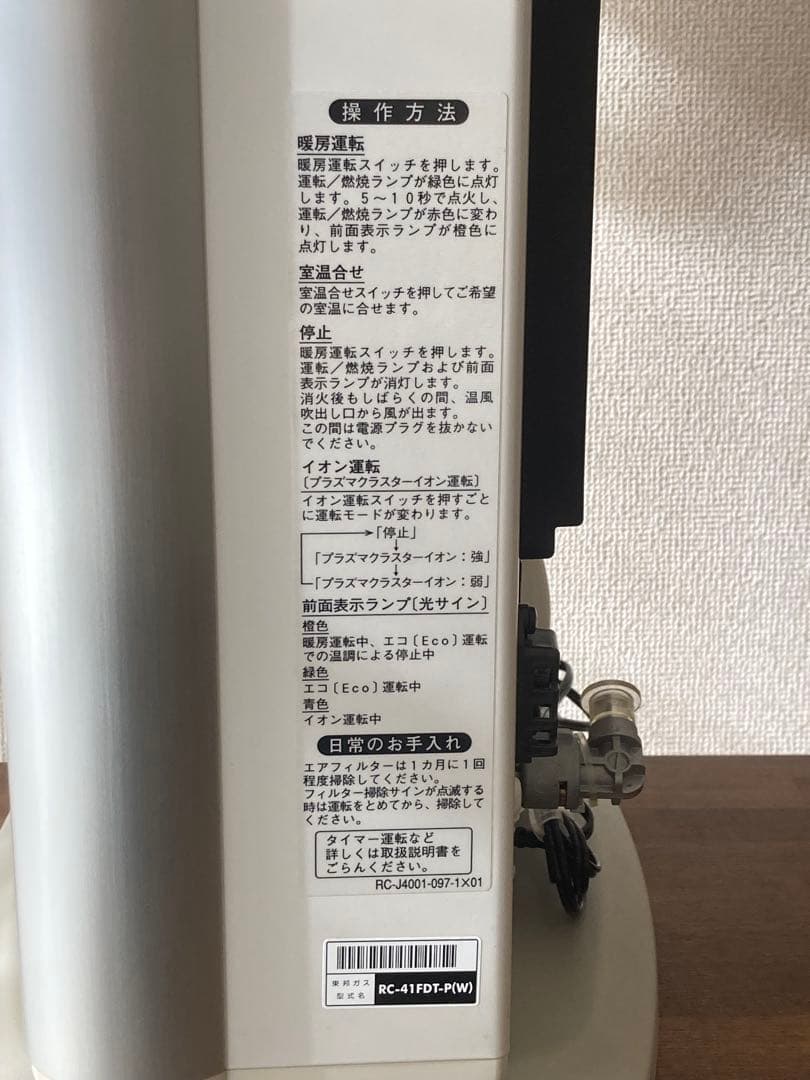 操作方法
暖房運転
暖房運転スイッチを押します。
運転／燃焼ランプが緑色に点灯
します。5～10秒で点火し、
運転／燃焼ランプが赤色に変わ
り、前面表示ランプが橙色に
点灯します。
室温合せ
室温合せスイッチを押してご希望
の室温に合せます。
停止
暖房運転スイッチを押します。
運転／燃焼ランプおよび前面
表示ランプが消灯します。
消火後もしばらくの間、温風
吹出し口から風が出ます。
この間は電源プラグを抜かない
でください。
イオン運転
〔プラズマクラスターイオン運転〕
イオン運転スイッチを押すごと
に運転モードが変わります。
→「停止」
↓
「プラズマクラスターイオン：強」
↓
「プラズマクラスターイオン：弱」
前面表示ランプ〔光サイン〕
橙色
暖房運転中、エコ〔Eco〕運転
での温調による停止中
緑色
エコ〔Eco〕運転中
青色
イオン運転中
日常のお手入れ
エアフィルターは1カ月に1回
程度掃除してください。
フィルター掃除サインが点滅する
時は運転をとめてから、掃除して
ください。
タイマー運転など
詳しくは取扱説明書を
ごらんください。
RC-J4001-097-1×01
東邦ガス
型式名 RC-41FDT-P(W)